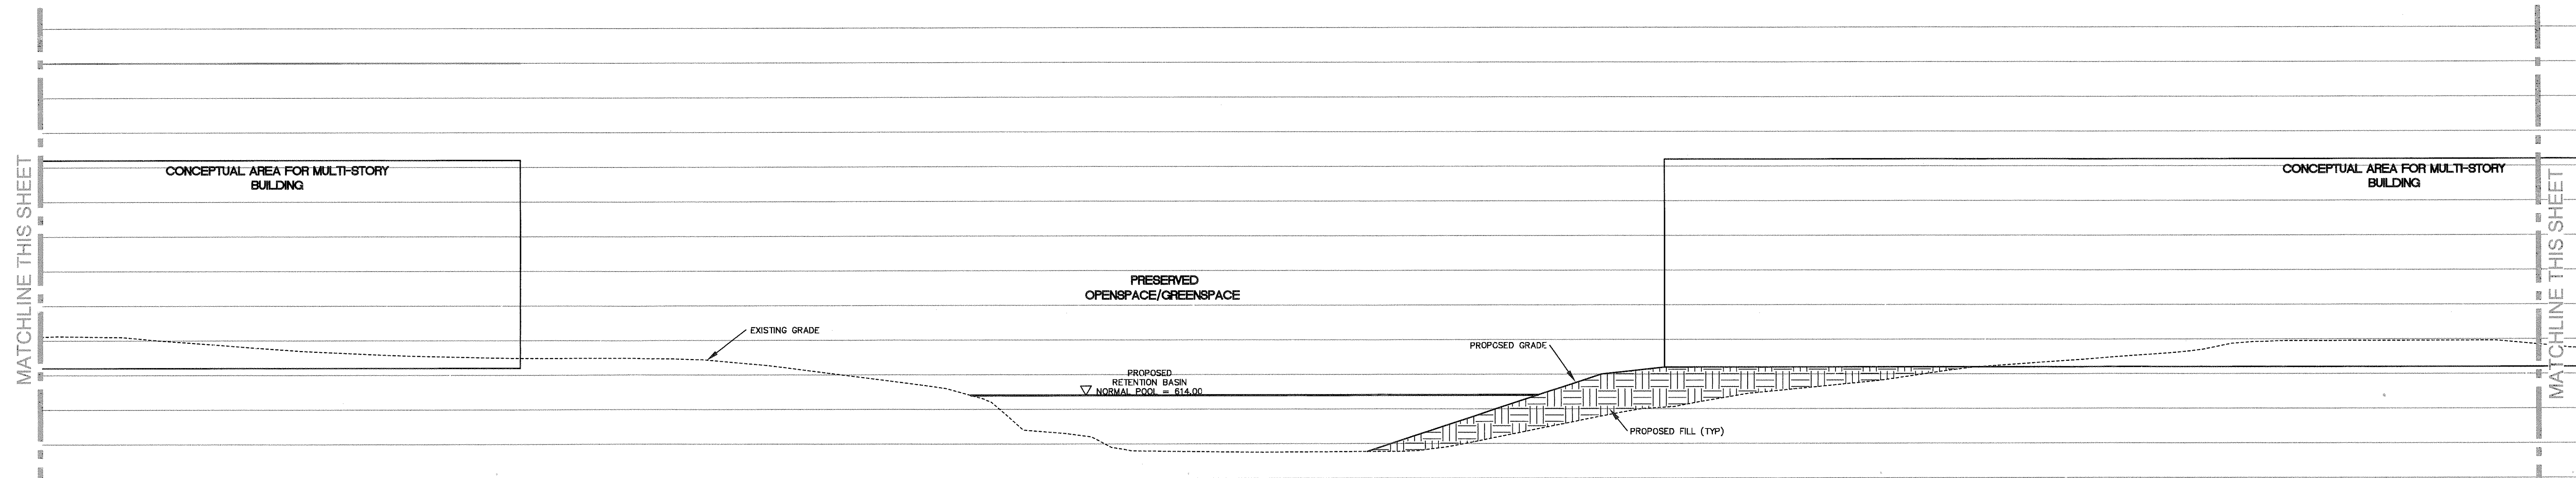 MATCHLINE THIS SHEET
CONCEPTUAL AREA FOR MULTI-STORY
BUILDING
PRESERVED
OPENSPACE/GREENSPACE
EXISTING GRADE
PROPOSED
RETENTION BASIN
NORMAL POOL = 614.00
PROPOSED GRADE
PROPOSED FILL (TYP)
CONCEPTUAL AREA FOR MULTI-STORY
BUILDING
MATCHLINE THIS SHEET